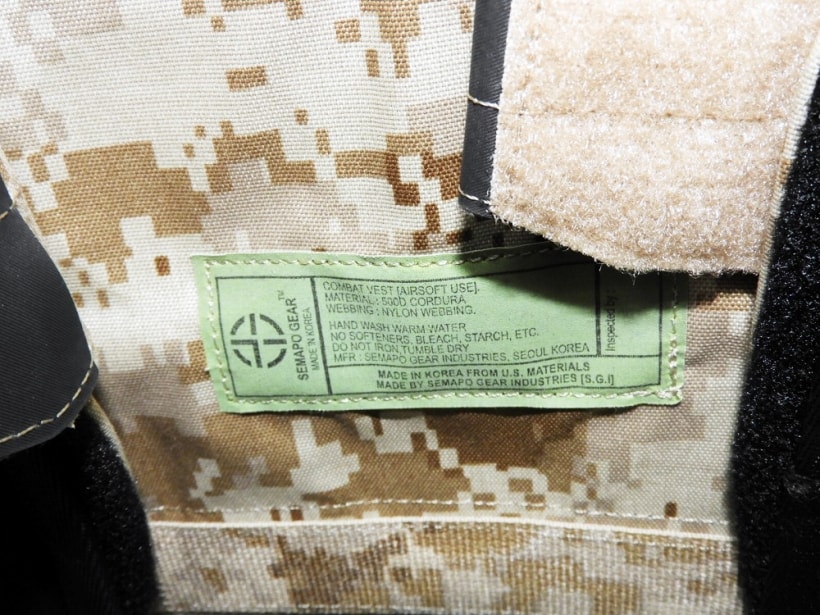 SEMAPO GEAR™
MADE IN KOREA
COMBAT VEST [AIRSOFT USE].
MATERIAL : 500D CORDURA
WEBBING : NYLON WEBBING.
HAND WASH WARM WATER
NO SOFTENERS, BLEACH, STARCH, ETC.
DO NOT IRON,TUMBLE DRY
MFR : SEMAPO GEAR INDUSTRIES, SEOUL KOREA
Inspected by
MADE IN KOREA FROM U.S. MATERIALS
MADE BY SEMAPO GEAR INDUSTRIES [S.G.I]